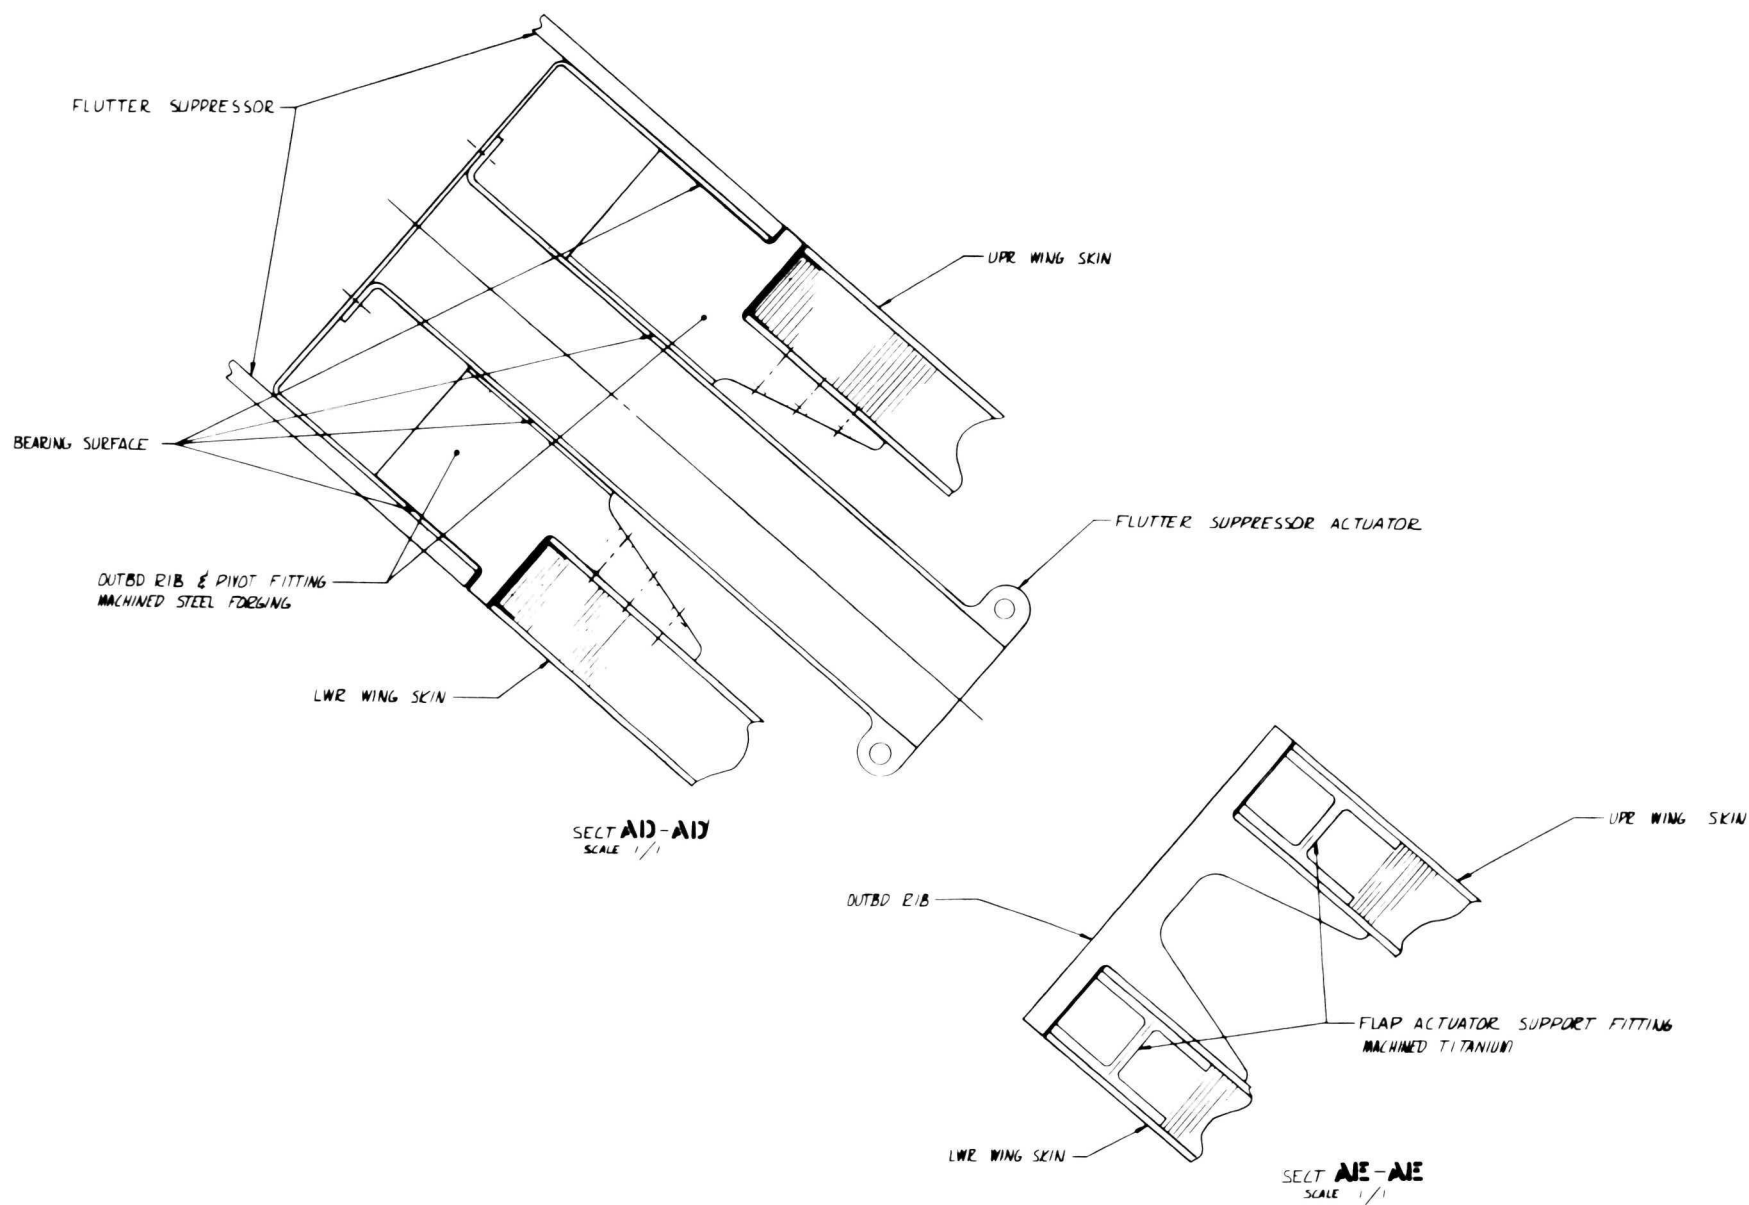 FLUTTER SUPPRESSOR
UPR WING SKIN
BEARING SURFACE
FLUTTER SUPPRESSOR ACTUATOR
OUTBD RIB & PIVOT FITTING
MACHINED STEEL FORGING
LWR WING SKIN
SECT AD-AD
SCALE 1/1
UPR WING SKIN
OUTBD RIB
FLAP ACTUATOR SUPPORT FITTING
MACHINED TITANIUM
LWR WING SKIN
SECT AE-AE
SCALE 1/1